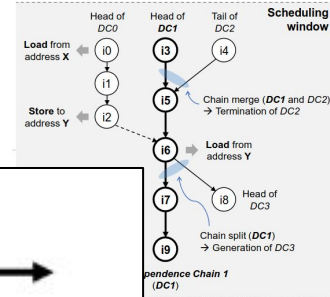 Head of
DC0
Head of
DC1
Tail of
DC2
Scheduling
window
Load from
address X
i0
i3
i4
i1
i5
Chain merge (DC1 and DC2)
→ Termination of DC2
Store to
address Y
i2
i6
Load from
address Y
i7
i8
Head of
DC3
Chain split (DC1)
→ Generation of DC3
i9
pendence Chain 1
(DC1)